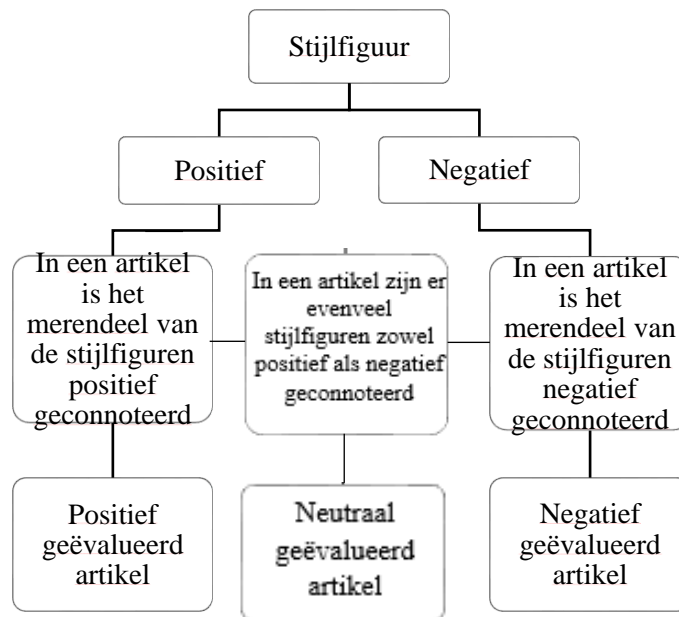 Stijlfiguur
Positief
Negatief
In een artikel
is het
merendeel van
de stijlfiguren
positief
geconnoteerd
In een artikel zijn er
evenveel
stijlfiguren zowel
positief als negatief
geconnoteerd
In een artikel
is het
merendeel van
de stijlfiguren
negatief
geconnoteerd
Positief
geëvalueerd
artikel
Neutraal
geëvalueerd
artikel
Negatief
geëvalueerd
artikel